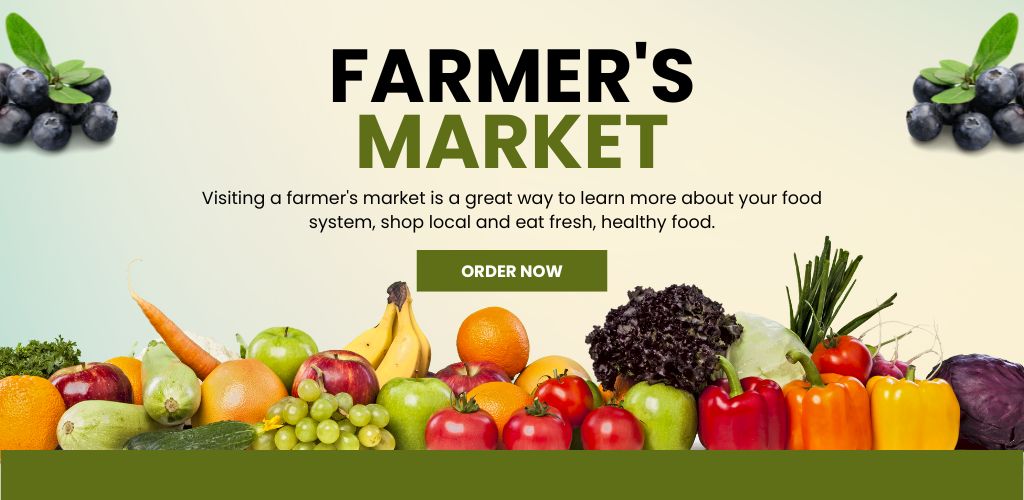 FARMER'S
MARKET
Visiting a farmer's market is a great way to learn more about your food
system, shop local and eat fresh, healthy food.
ORDER NOW